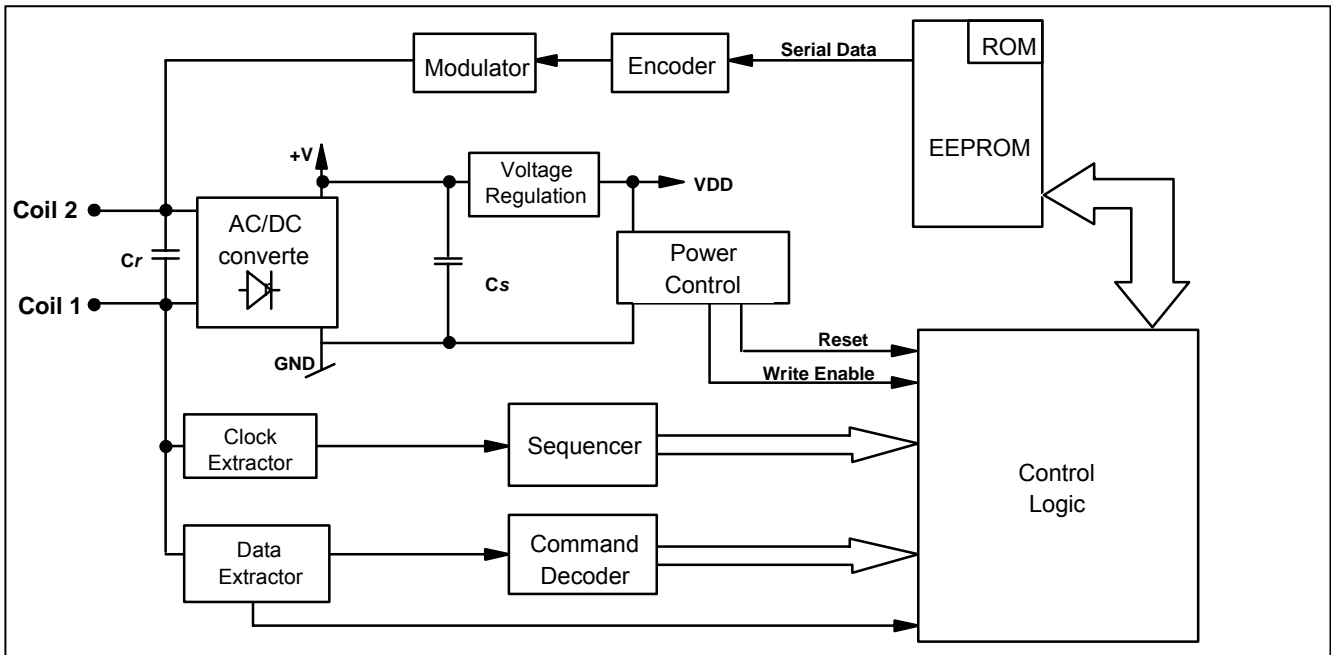 ROM
Serial Data
Modulator
Encoder
EEPROM
+V
Voltage
Regulation
VDD
Coil 2
AC/DC
converte
Power
Control
Cr
Cs
Coil 1
Reset
GND
Write Enable
Clock
Extractor
Sequencer
Control
Logic
Data
Extractor
Command
Decoder